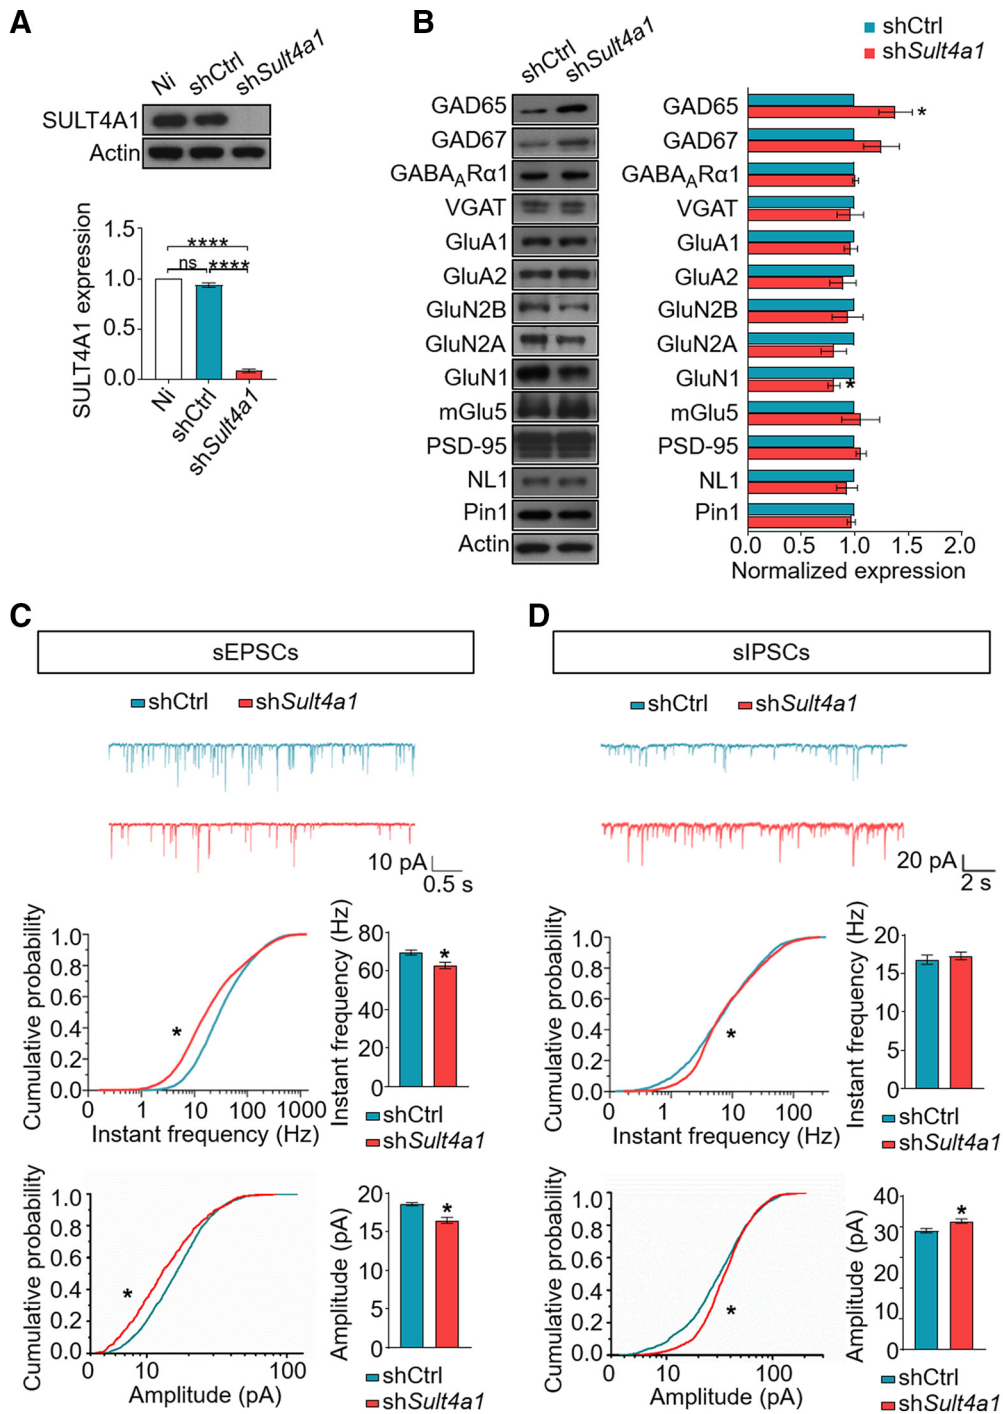 A
Ni
shCtrl
shSult4a1
SULT4A1
Actin
SULT4A1 expression
1.5
1.0
0.5
0.0
****
ns
****
Ni
shCtrl
shSult4a1
B
shCtrl
shSult4a1
GAD65
GAD67
GABAARα1
VGAT
GluA1
GluA2
GluN2B
GluN2A
GluN1
mGlu5
PSD-95
NL1
Pin1
Actin
shCtrl
shSult4a1
GAD65 *
GAD67
GABAARα1
VGAT
GluA1
GluA2
GluN2B
GluN2A
GluN1 *
mGlu5
PSD-95
NL1
Pin1
0.0 0.5 1.0 1.5 2.0
Normalized expression
C
sEPSCs
shCtrl shSult4a1
10 pA
0.5 s
Cumulative probability
1.0
0.8
0.6
0.4
0.2
0.0
*
0 1 10 100 1000
Instant frequency (Hz)
Instant frequency (Hz)
80
60
40
20
0
*
shCtrl
shSult4a1
Cumulative probability
1.0
0.8
0.6
0.4
0.2
0.0
*
0 10 100
Amplitude (pA)
Amplitude (pA)
20
15
10
5
0
*
shCtrl
shSult4a1
D
sIPSCs
shCtrl shSult4a1
20 pA
2 s
Cumulative probability
1.0
0.8
0.6
0.4
0.2
0.0
*
0 1 10 100
Instant frequency (Hz)
Instant frequency (Hz)
20
15
10
5
0
shCtrl
shSult4a1
Cumulative probability
1.0
0.8
0.6
0.4
0.2
0.0
*
0 10 100
Amplitude (pA)
Amplitude (pA)
40
30
20
10
0
*
shCtrl
shSult4a1